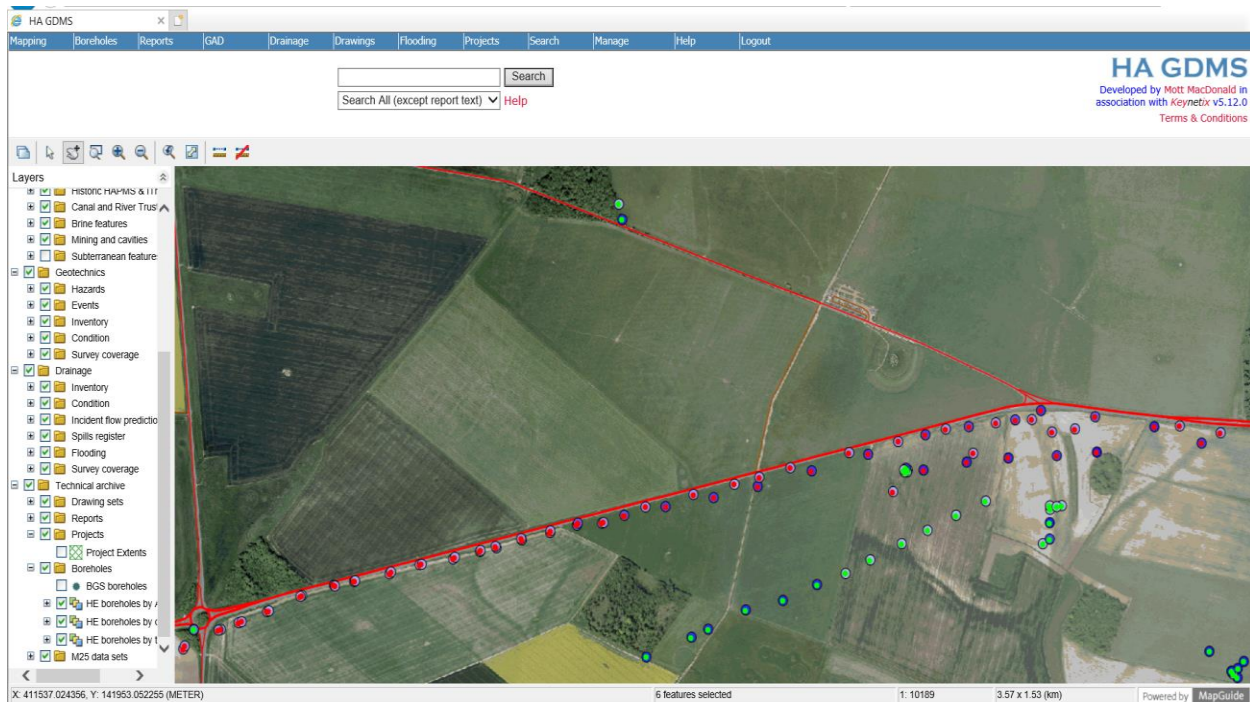 HA GDMS
Mapping Boreholes Reports GAD Drainage Drawings Flooding Projects Search Manage Help Logout
Search
Search All (except report text) Help
HA GDMS
Developed by Mott MacDonald in
association with Keynetix v5.12.0
Terms & Conditions
Layers
Historic HAPMS &
Canal and River Trus
Brine features
Mining and cavities
Subterranean feature
Geotechnics
Hazards
Events
Inventory
Condition
Survey coverage
Drainage
Inventory
Condition
Incident flow predictio
Spills register
Flooding
Survey coverage
Technical archive
Drawing sets
Reports
Projects
Project Extents
Boreholes
BGS boreholes
HE boreholes by
HE boreholes by
HE boreholes by
M25 data sets
X: 411537.024356, Y: 141953.052255 (METER) 6 features selected 1: 10189 3.57 x 1.53 (km) Powered by MapGuide